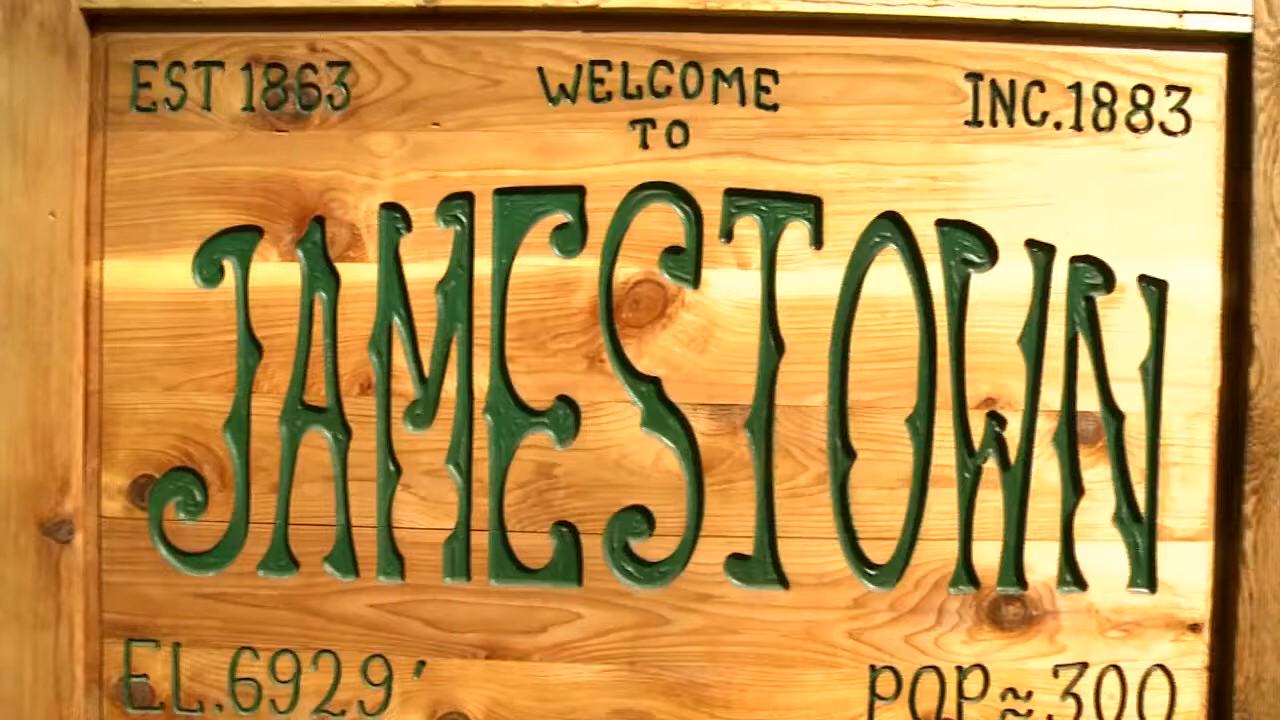 EST 1863
WELCOME
TO
INC. 1883
JAMESTOWN
EL. 6929'
POP ≈ 300